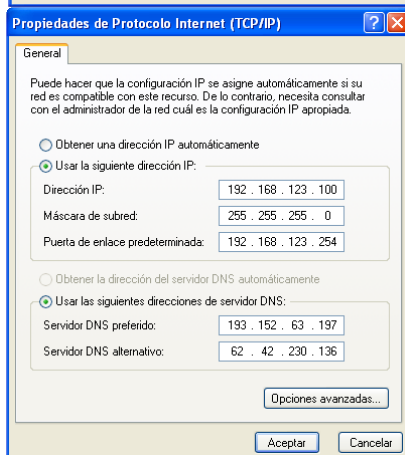 Propiedades de Protocolo Internet (TCP/IP)
General
Puede hacer que la configuración IP se asigne automáticamente si su
red es compatible con este recurso. De lo contrario, necesita consultar
con el administrador de la red cuál es la configuración IP apropiada.
Obtener una dirección IP automáticamente
Usar la siguiente dirección IP:
Dirección IP: 192 . 168 . 123 . 100
Máscara de subred: 255 . 255 . 255 . 0
Puerta de enlace predeterminada: 192 . 168 . 123 . 254
Obtener la dirección del servidor DNS automáticamente
Usar las siguientes direcciones de servidor DNS:
Servidor DNS preferido: 193 . 152 . 63 . 197
Servidor DNS alternativo: 62 . 42 . 230 . 136
Opciones avanzadas...
Aceptar Cancelar